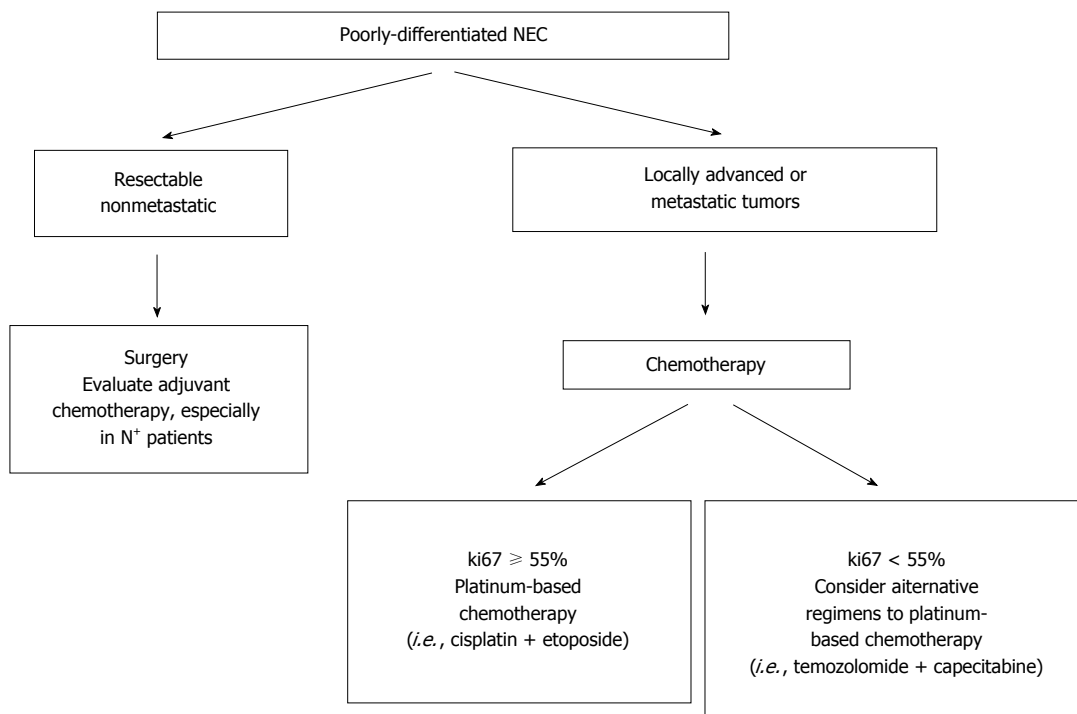 Poorly-differentiated NEC
Resectable
nonmetastatic
Locally advanced or
metastatic tumors
Surgery
Evaluate adjuvant
chemotherapy, especially
in N⁺ patients
Chemotherapy
ki67 ≥ 55%
Platinum-based
chemotherapy
(i.e., cisplatin + etoposide)
ki67 < 55%
Consider aiternative
regimens to platinum-
based chemotherapy
(i.e., temozolomide + capecitabine)